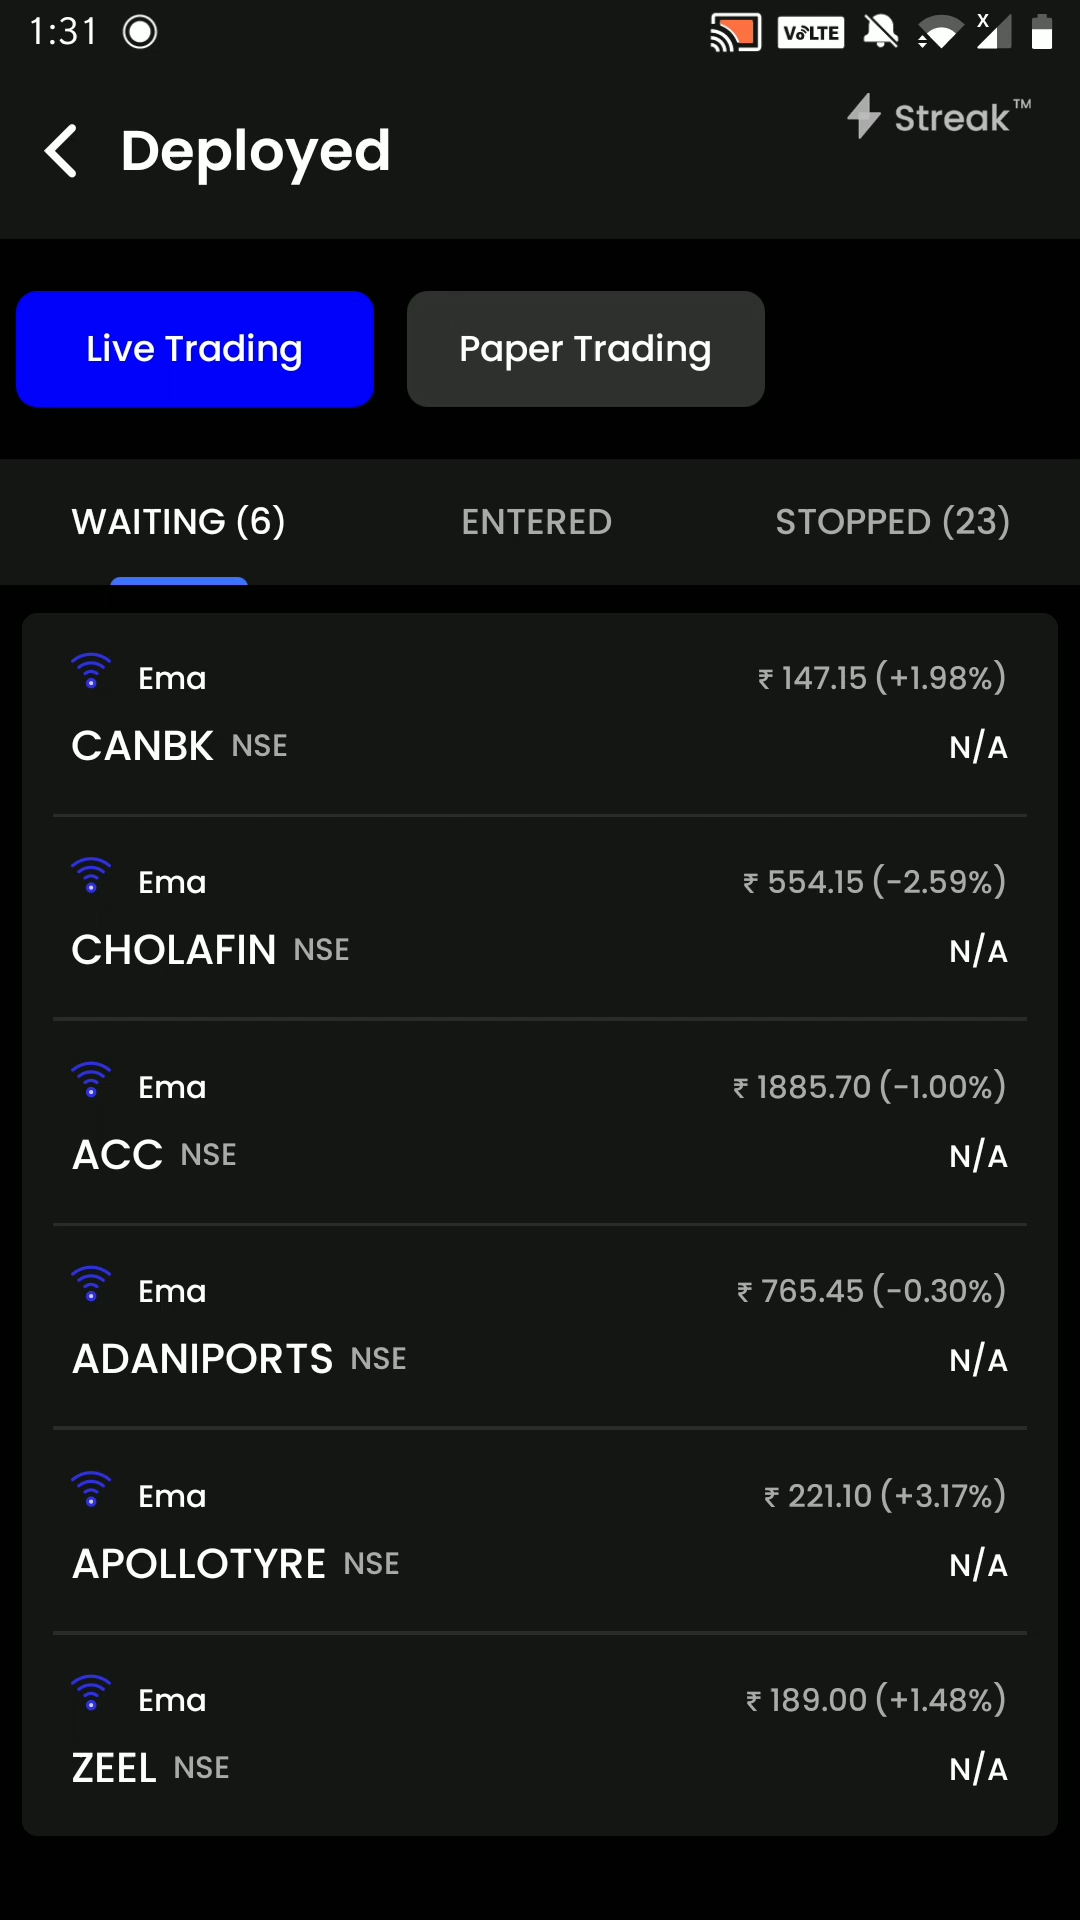 1:31
X
VoLTE
Deployed
Streak™
Live Trading
Paper Trading
WAITING (6)
ENTERED
STOPPED (23)
Ema
₹ 147.15 (+1.98%)
CANBK NSE
N/A
Ema
₹ 554.15 (-2.59%)
CHOLAFIN NSE
N/A
Ema
₹ 1885.70 (-1.00%)
ACC NSE
N/A
Ema
₹ 765.45 (-0.30%)
ADANIPORTS NSE
N/A
Ema
₹ 221.10 (+3.17%)
APOLLOTYRE NSE
N/A
Ema
₹ 189.00 (+1.48%)
ZEEL NSE
N/A